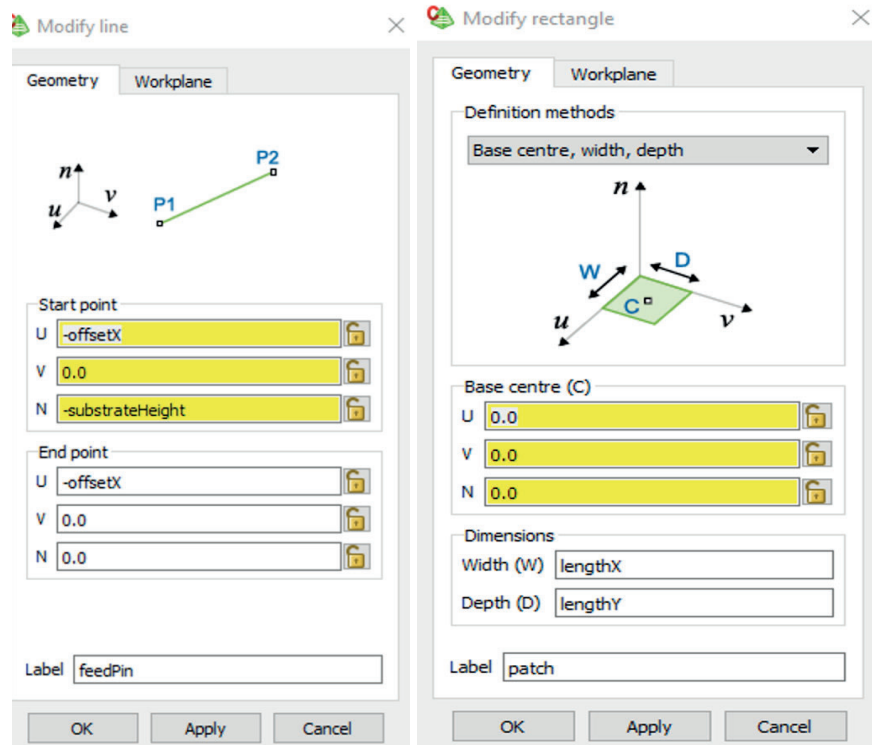 Modify line
Geometry Workplane
n
u
v
P1
P2
Start point
U -offsetX
V 0.0
N -substrateHeight
End point
U -offsetX
V 0.0
N 0.0
Label feedPin
OK Apply Cancel
Modify rectangle
Geometry Workplane
Definition methods
Base centre, width, depth
n
W
D
C
u
v
Base centre (C)
U 0.0
V 0.0
N 0.0
Dimensions
Width (W) lengthX
Depth (D) lengthY
Label patch
OK Apply Cancel